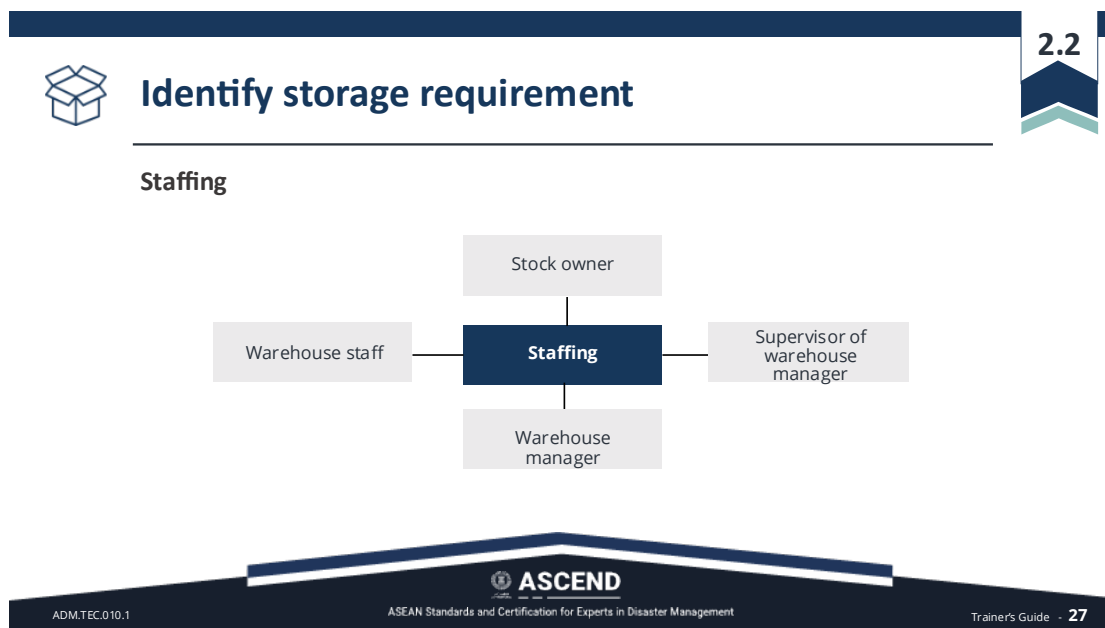 2.2
Identify storage requirement
Staffing
Stock owner
Warehouse staff
Staffing
Supervisor of
warehouse
manager
Warehouse
manager
ASCEND
ADM.TEC.010.1
ASEAN Standards and Certification for Experts in Disaster Management
Trainer's Guide - 27